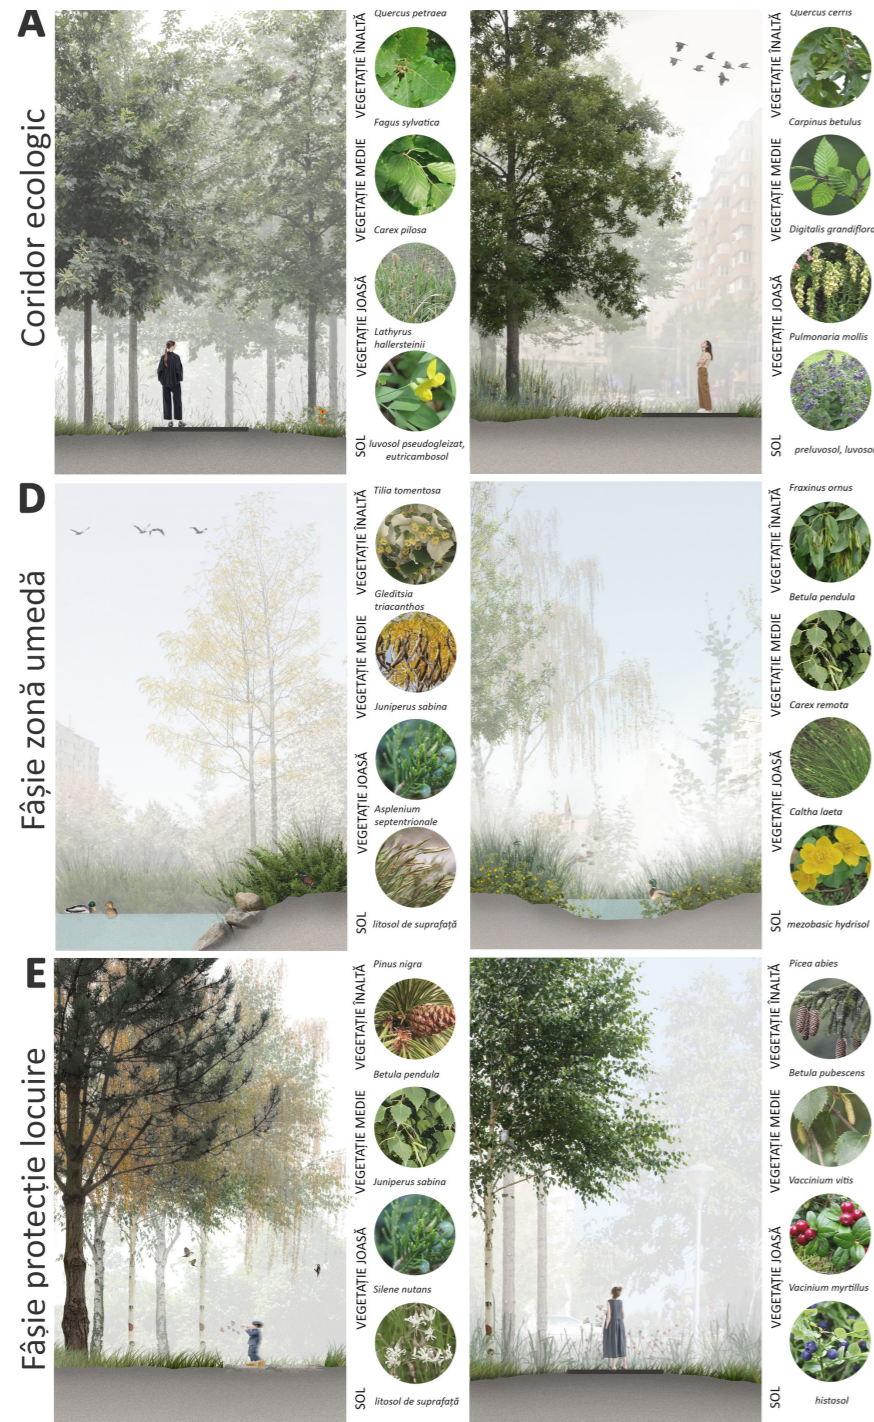 A
Coridor ecologic
VEGETAȚIE ÎNALTĂ
Quercus petraea
VEGETAȚIE MEDIE
Fagus sylvatica
VEGETAȚIE JOASĂ
Carex pilosa
Lathyrus
hallersteinii
SOL
luvosol pseudogleizat,
eutricambosol
VEGETAȚIE ÎNALTĂ
Quercus cerris
VEGETAȚIE MEDIE
Carpinus betulus
VEGETAȚIE JOASĂ
Digitalis grandiflora
Pulmonaria mollis
SOL
preluvosol, luvosol
D
Fâșie zonă umedă
VEGETAȚIE ÎNALTĂ
Tilia tomentosa
VEGETAȚIE MEDIE
Gleditsia
triacanthos
VEGETAȚIE JOASĂ
Juniperus sabina
Asplenium
septentrionale
SOL
litosol de suprafață
VEGETAȚIE ÎNALTĂ
Fraxinus ornus
VEGETAȚIE MEDIE
Betula pendula
VEGETAȚIE JOASĂ
Carex remota
Caltha laeta
SOL
mezobasic hydrisol
E
Fâșie protecție locuire
VEGETAȚIE ÎNALTĂ
Pinus nigra
VEGETAȚIE MEDIE
Betula pendula
VEGETAȚIE JOASĂ
Juniperus sabina
Silene nutans
SOL
litosol de suprafață
VEGETAȚIE ÎNALTĂ
Picea abies
VEGETAȚIE MEDIE
Betula pubescens
VEGETAȚIE JOASĂ
Vaccinium vitis
Vacinium myrtillus
SOL
histosol